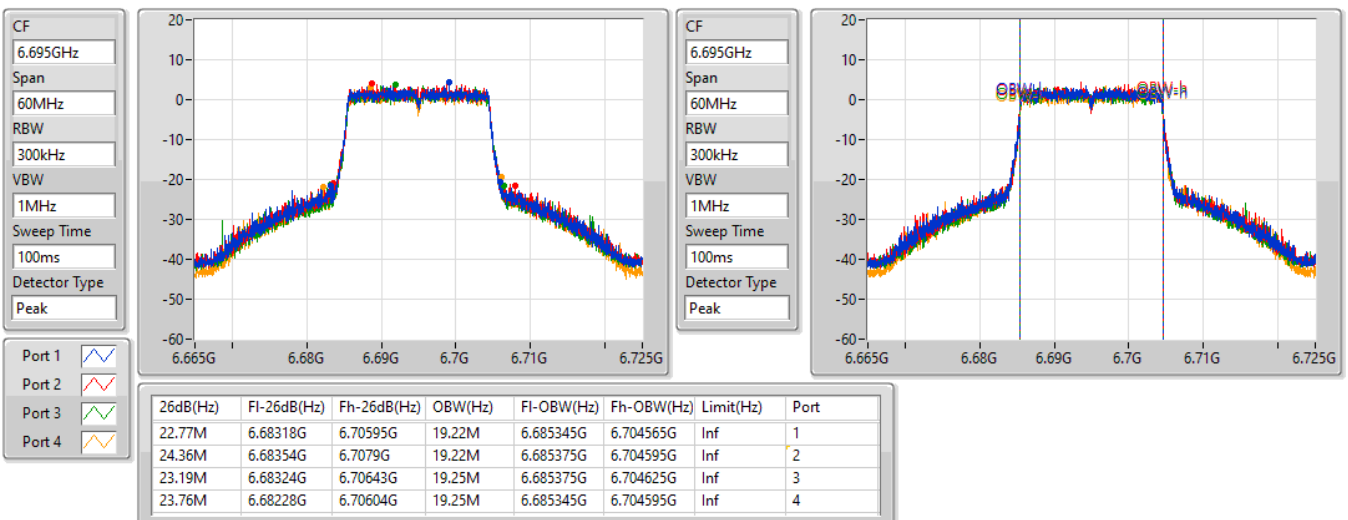 CF
6.695GHz
Span
60MHz
RBW
300kHz
VBW
1MHz
Sweep Time
100ms
Detector Type
Peak
20
10
0
-10
-20
-30
-40
-50
-60
6.665G 6.68G 6.69G 6.7G 6.71G 6.725G
CF
6.695GHz
Span
60MHz
RBW
300kHz
VBW
1MHz
Sweep Time
100ms
Detector Type
Peak
20
10
0
-10
-20
-30
-40
-50
-60
OBW-h
6.665G 6.68G 6.69G 6.7G 6.71G 6.725G
Port 1
Port 2
Port 3
Port 4
26dB(Hz) Fl-26dB(Hz) Fh-26dB(Hz) OBW(Hz) Fl-OBW(Hz) Fh-OBW(Hz) Limit(Hz) Port
22.77M 6.68318G 6.70595G 19.22M 6.685345G 6.704565G Inf 1
24.36M 6.68354G 6.7079G 19.22M 6.685375G 6.704595G Inf 2
23.19M 6.68324G 6.70643G 19.25M 6.685375G 6.704625G Inf 3
23.76M 6.68228G 6.70604G 19.25M 6.685345G 6.704595G Inf 4